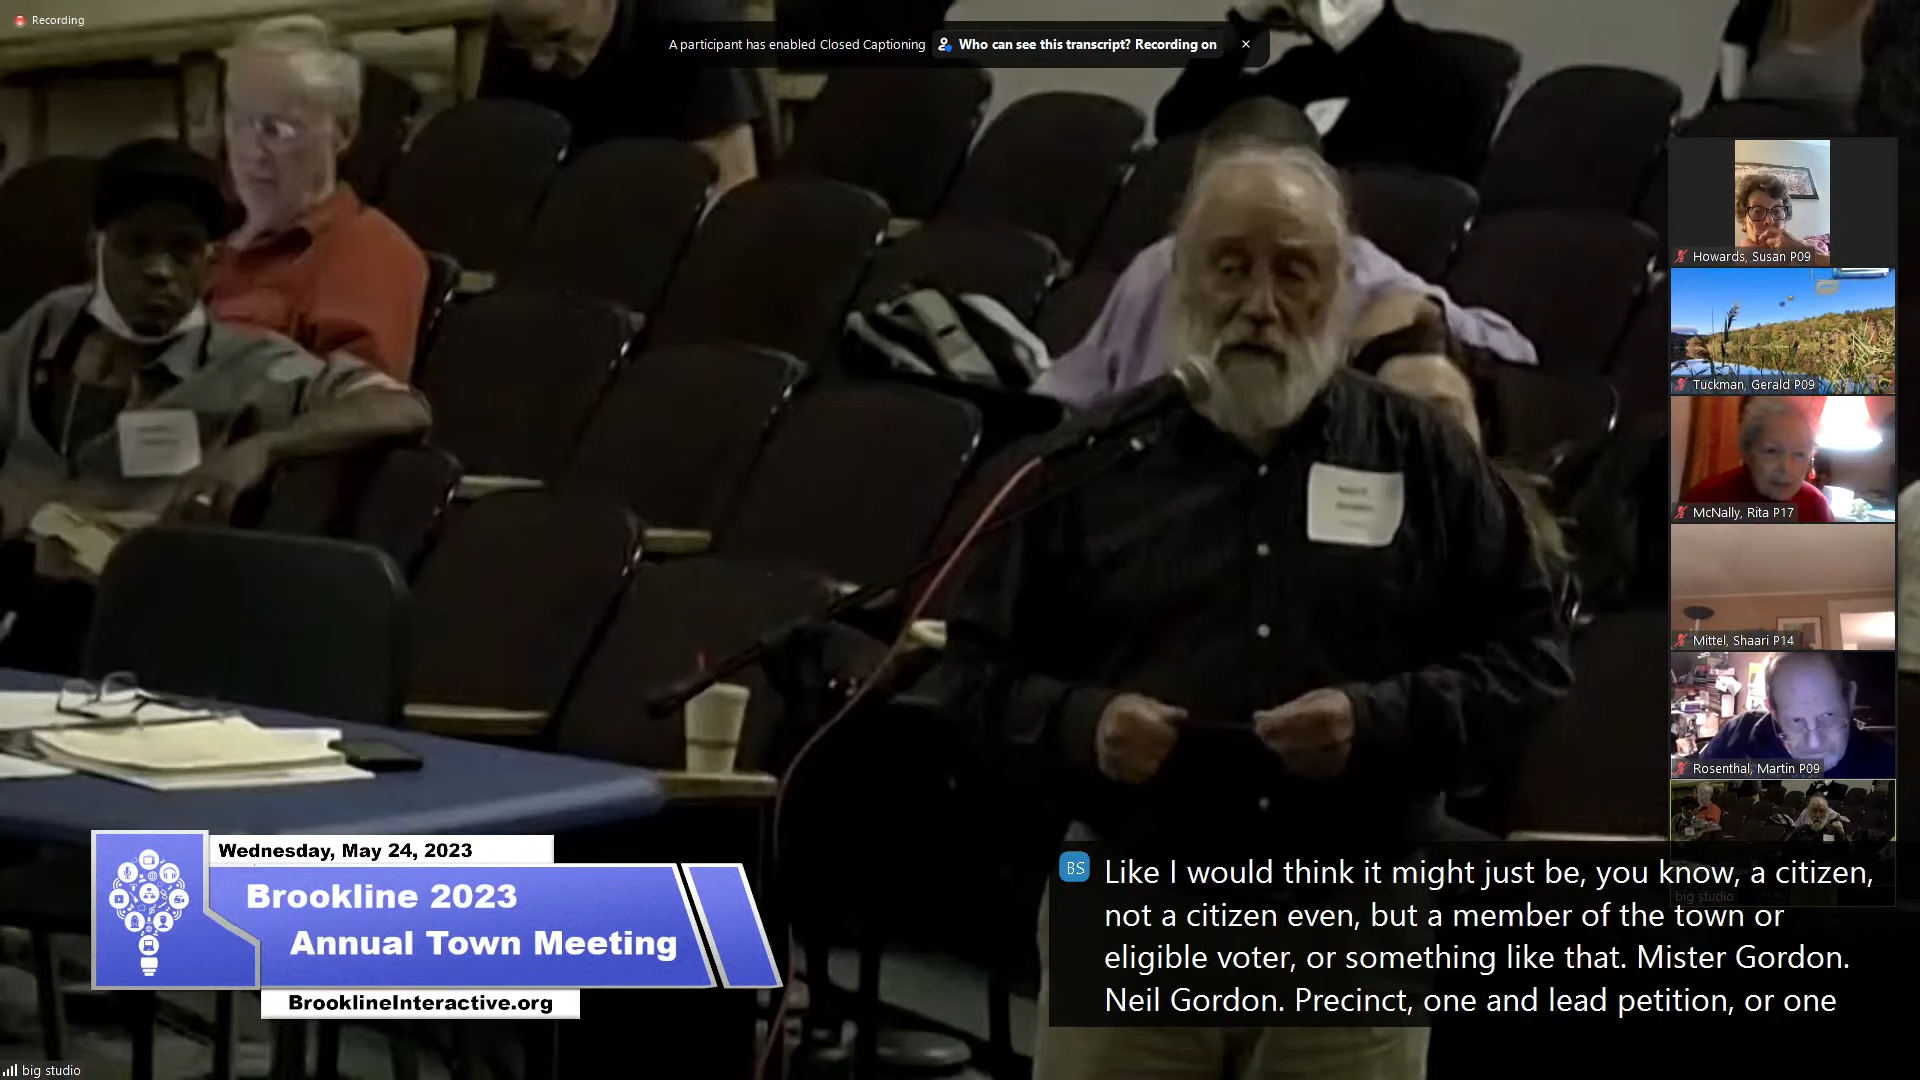 Recording
A participant has enabled Closed Captioning Who can see this transcript? Recording on
Howards, Susan P09
Tuckman, Gerald P09
McNally, Rita P17
Mittel, Shaari P14
Rosenthal, Martin P09
big studio
Wednesday, May 24, 2023
Brookline 2023
Annual Town Meeting
BrooklineInteractive.org
BS
Like I would think it might just be, you know, a citizen,
not a citizen even, but a member of the town or
eligible voter, or something like that. Mister Gordon.
Neil Gordon. Precinct, one and lead petition, or one
big studio